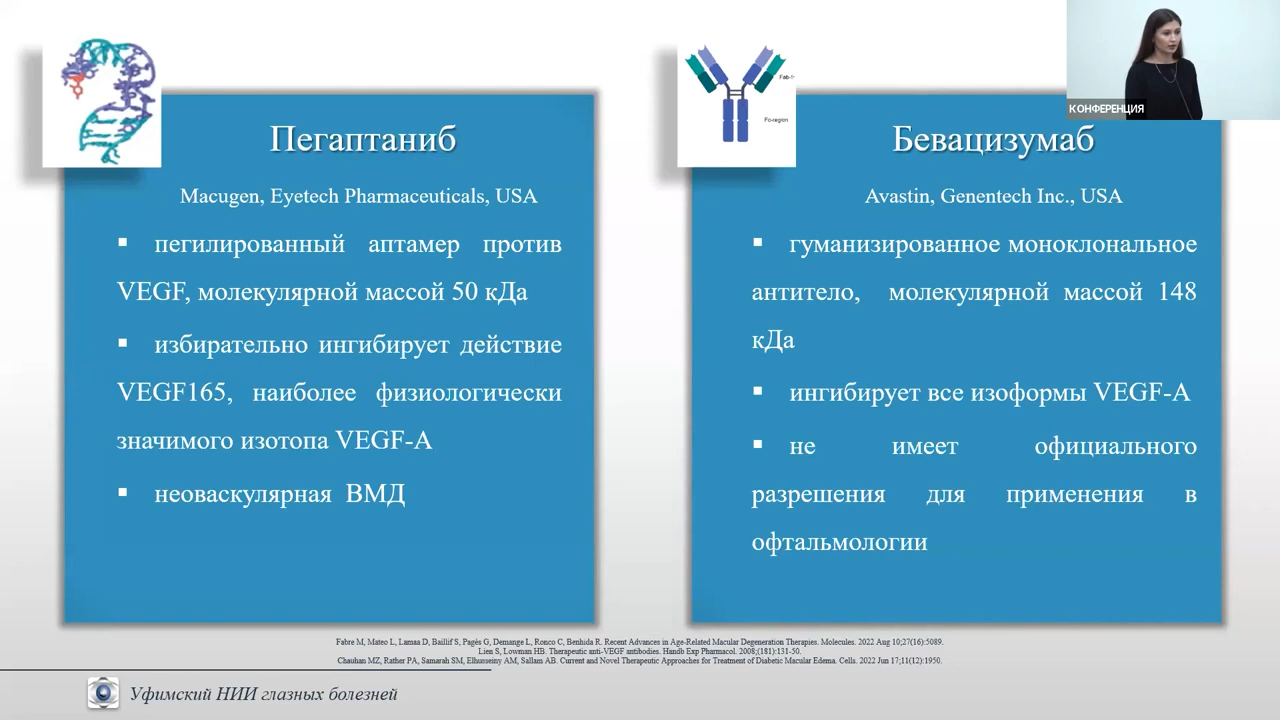 КОНФЕРЕНЦИЯ
Пегаптаниб
Macugen, Eyetech Pharmaceuticals, USA
▪ пегилированный аптамер против
VEGF, молекулярной массой 50 кДа
▪ избирательно ингибирует действие
VEGF165, наиболее физиологически
значимого изотопа VEGF-A
▪ неоваскулярная ВМД
Fab-fr
Fc-region
Бевацизумаб
Avastin, Genentech Inc., USA
▪ гуманизированное моноклональное
антитело, молекулярной массой 148
кДа
▪ ингибирует все изоформы VEGF-A
▪ не имеет официального
разрешения для применения в
офтальмологии
Fabre M, Mateo L, Lamaa D, Baillif S, Pagès G, Demange L, Ronco C, Benhida R. Recent Advances in Age-Related Macular Degeneration Therapies. Molecules. 2022 Aug 10;27(16):5089.
Lien S, Lowman HB. Therapeutic anti-VEGF antibodies. Handb Exp Pharmacol. 2008;(181):131-50.
Chauhan MZ, Rather PA, Samarah SM, Elhusseiny AM, Sallam AB. Current and Novel Therapeutic Approaches for Treatment of Diabetic Macular Edema. Cells. 2022 Jun 17;11(12):1950.
Уфимский НИИ глазных болезней